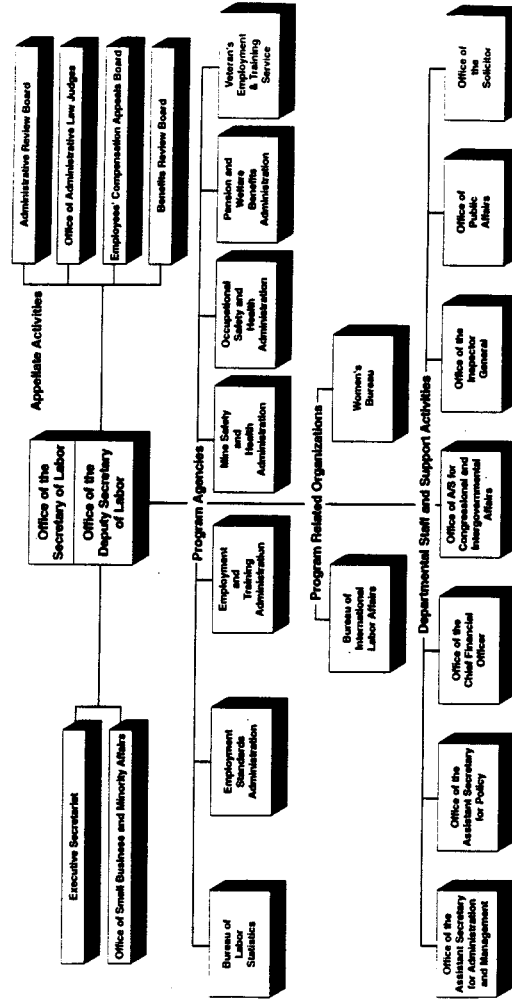 Office of the
Secretary of Labor
Office of the
Deputy Secretary
of Labor
Executive Secretariat
Office of Small Business and Minority Affairs
Appellate Activities
Administrative Review Board
Office of Administrative Law Judges
Employees' Compensation Appeals Board
Benefits Review Board
Program Agencies
Bureau of
Labor
Statistics
Employment
Standards
Administration
Employment
and
Training
Administration
Mine Safety
and
Health
Administration
Occupational
Safety and
Health
Administration
Pension and
Welfare
Benefits
Administration
Veteran's
Employment
& Training
Service
Program Related Organizations
Bureau of
International
Labor Affairs
Women's
Bureau
Departmental Staff and Support Activities
Office of the
Assistant Secretary
for Administration
and Management
Office of the
Assistant Secretary
for Policy
Office of the
Chief Financial
Officer
Office of A/S for
Congressional and
Intergovernmental
Affairs
Office of the
Inspector
General
Office of
Public
Affairs
Office of
the
Solicitor